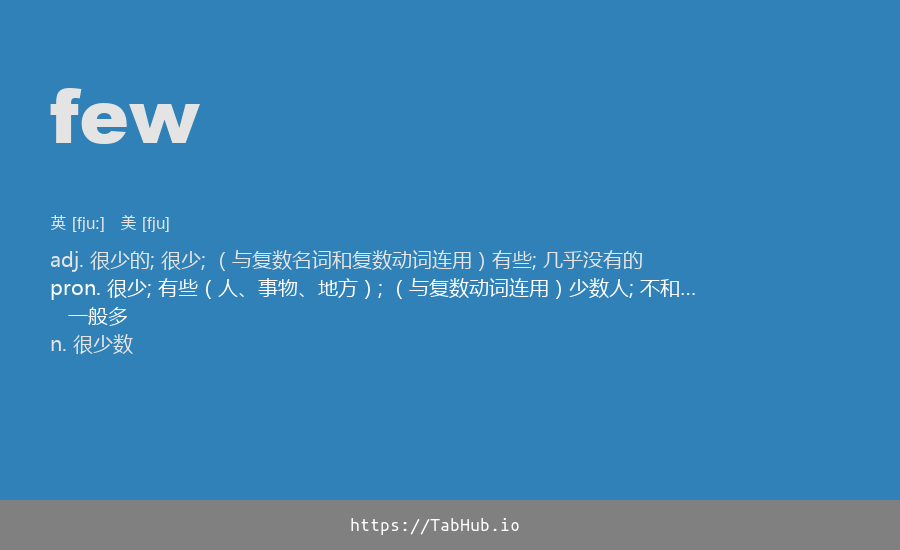 few
英 [fjuː] 美 [fju]
adj. 很少的; 很少; （与复数名词和复数动词连用）有些; 几乎没有的
pron. 很少; 有些（人、事物、地方）; （与复数动词连用）少数人; 不和…
一般多
n. 很少数
https://TabHub.io